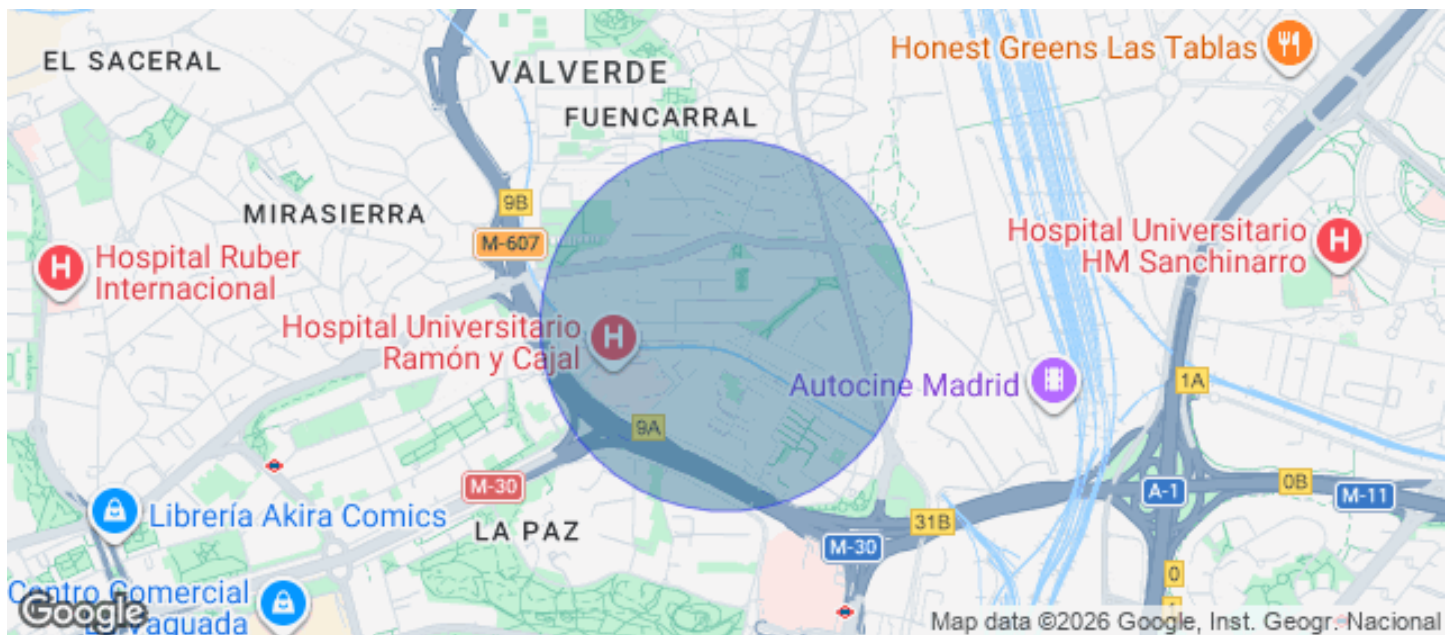 EL SACERAL
VALVERDE
FUENCARRAL
Honest Greens Las Tablas
9B
MIRASIERRA
M-607
Hospital Ruber
Internacional
Hospital Universitario
HM Sanchinarro
Hospital Universitario
Ramón y Cajal
Autocine Madrid
1A
9A
M-30
Librería Akira Comics
LA PAZ
31B
M-30
A-1
0B
M-11
0
Centro Comercial
La Vaguada
Google
Map data ©2026 Google, Inst. Geogr. Nacional